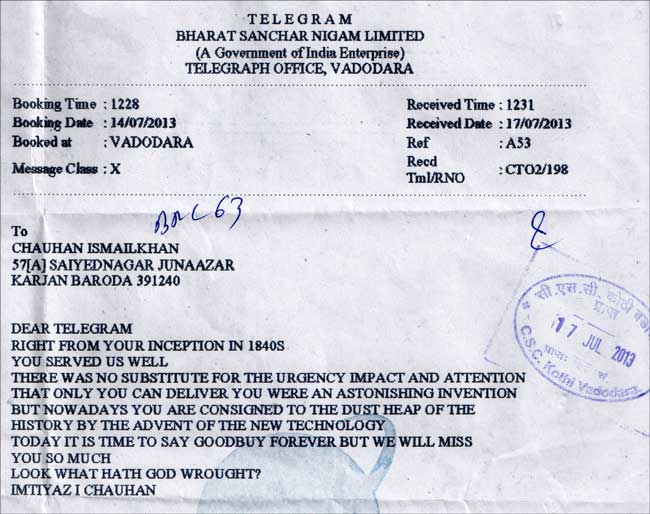 TELEGRAM
BHARAT SANCHAR NIGAM LIMITED
(A Government of India Enterprise)
TELEGRAPH OFFICE, VADODARA
Booking Time : 1228
Booking Date : 14/07/2013
Booked at : VADODARA
Message Class : X
Received Time : 1231
Received Date : 17/07/2013
Ref : A53
Recd
Tml/RNO : CTO2/198
To
CHAUHAN ISMAILKHAN
57[A] SAIYEDNAGAR JUNAAZAR
KARJAN BARODA 391240
सी.एस.सी. कोठी
प्राप्त
17 JUL 2013
C.S.C. Kothi Vadodara
DEAR TELEGRAM
RIGHT FROM YOUR INCEPTION IN 1840S
YOU SERVED US WELL
THERE WAS NO SUBSTITUTE FOR THE URGENCY IMPACT AND ATTENTION
THAT ONLY YOU CAN DELIVER YOU WERE AN ASTONISHING INVENTION
BUT NOWADAYS YOU ARE CONSIGNED TO THE DUST HEAP OF THE
HISTORY BY THE ADVENT OF THE NEW TECHNOLOGY
TODAY IT IS TIME TO SAY GOODBUY FOREVER BUT WE WILL MISS
YOU SO MUCH
LOOK WHAT HATH GOD WROUGHT?
IMTIYAZ I CHAUHAN